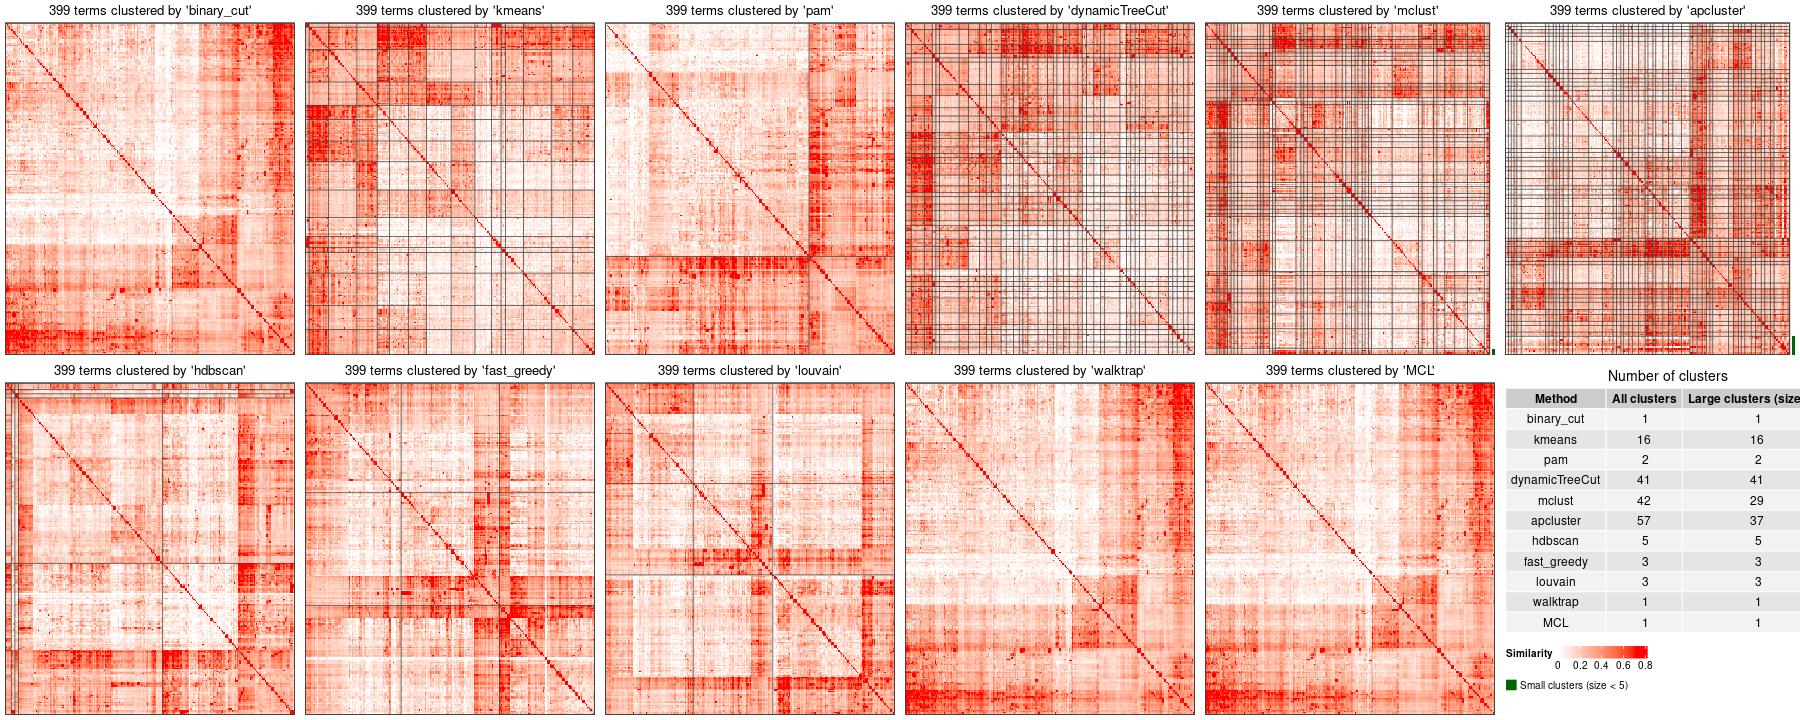 399 terms clustered by 'binary_cut'
399 terms clustered by 'kmeans'
399 terms clustered by 'pam'
399 terms clustered by 'dynamicTreeCut'
399 terms clustered by 'mclust'
399 terms clustered by 'apcluster'
399 terms clustered by 'hdbscan'
399 terms clustered by 'fast_greedy'
399 terms clustered by 'louvain'
399 terms clustered by 'walktrap'
399 terms clustered by 'MCL'
Number of clusters
Method All clusters Large clusters (size
binary_cut 1 1
kmeans 16 16
pam 2 2
dynamicTreeCut 41 41
mclust 42 29
apcluster 57 37
hdbscan 5 5
fast_greedy 3 3
louvain 3 3
walktrap 1 1
MCL 1 1
Similarity
0 0.2 0.4 0.6 0.8
Small clusters (size < 5)